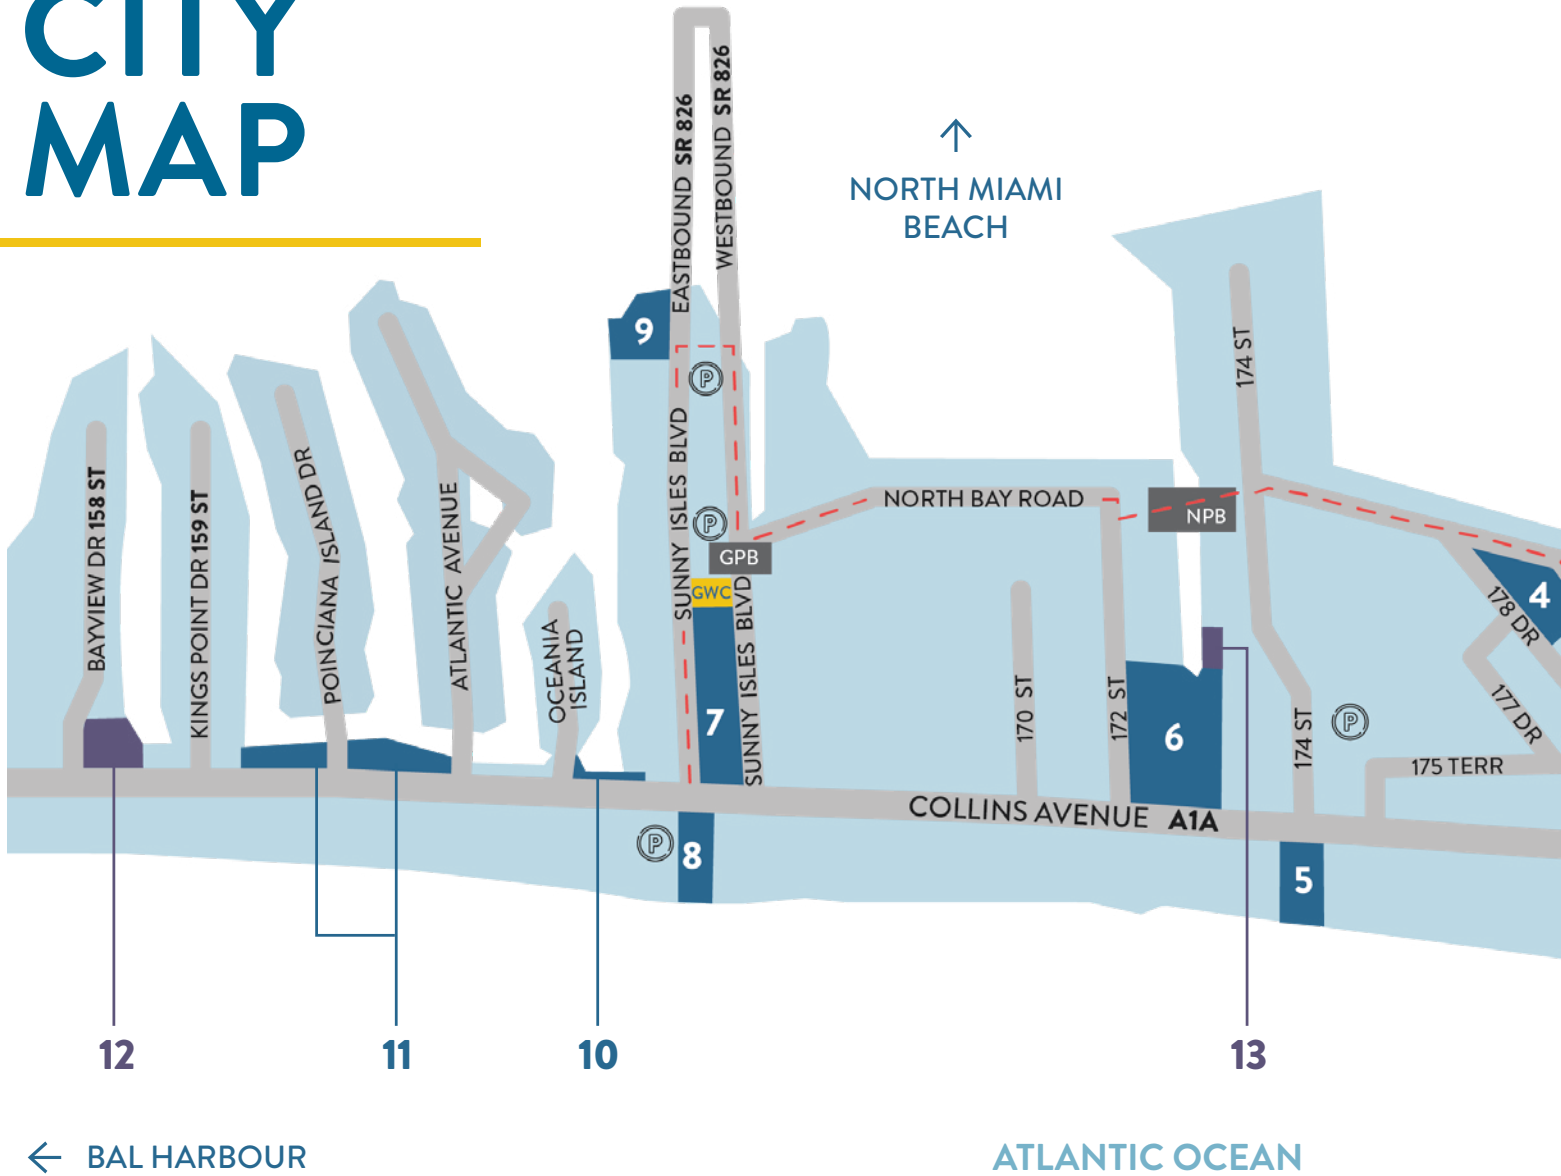 CITY
MAP
NORTH MIAMI
BEACH
EASTBOUND SR 826
WESTBOUND SR 826
9
P
P
SUNNY ISLES BLVD
SUNNY ISLES BLVD
GPB
GWC
7
NORTH BAY ROAD
NPB
174 ST
174 ST
4
178 DR
177 DR
175 TERR
P
BAYVIEW DR 158 ST
KINGS POINT DR 159 ST
POINCIANA ISLAND DR
ATLANTIC AVENUE
OCEANIA
ISLAND
170 ST
172 ST
6
COLLINS AVENUE A1A
P
8
5
12
11
10
13
← BAL HARBOUR
ATLANTIC OCEAN